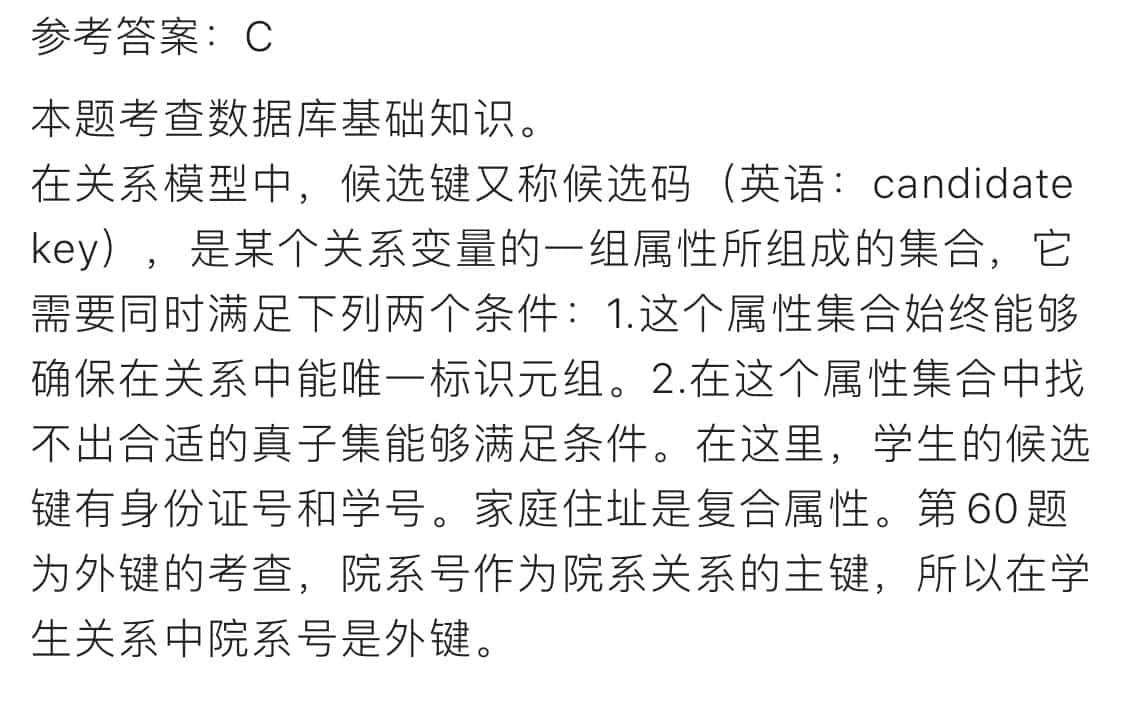 参考答案：C
本题考查数据库基础知识。
在关系模型中，候选键又称候选码（英语：candidate
key），是某个关系变量的一组属性所组成的集合，它
需要同时满足下列两个条件：1.这个属性集合始终能够
确保在关系中能唯一标识元组。2.在这个属性集合中找
不出合适的真子集能够满足条件。在这里，学生的候选
键有身份证号和学号。家庭住址是复合属性。第60题
为外键的考查，院系号作为院系关系的主键，所以在学
生关系中院系号是外键。